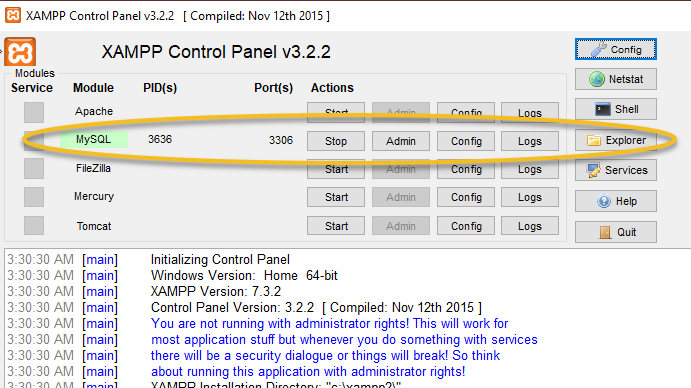 XAMPP Control Panel v3.2.2 [ Compiled: Nov 12th 2015 ]
XAMPP Control Panel v3.2.2
Config
Modules
Service Module PID(s) Port(s) Actions
Netstat
Apache Start Admin Config Logs
Shell
MySQL 3636 3306 Stop Admin Config Logs
Explorer
FileZilla Start Admin Config Logs
Services
Mercury Start Admin Config Logs
Help
Tomcat Start Admin Config Logs
Quit
3:30:30 AM [main] Initializing Control Panel
3:30:30 AM [main] Windows Version: Home 64-bit
3:30:30 AM [main] XAMPP Version: 7.3.2
3:30:30 AM [main] Control Panel Version: 3.2.2 [ Compiled: Nov 12th 2015 ]
3:30:30 AM [main] You are not running with administrator rights! This will work for
3:30:30 AM [main] most application stuff but whenever you do something with services
3:30:30 AM [main] there will be a security dialogue or things will break! So think
3:30:30 AM [main] about running this application with administrator rights!
3:30:30 AM [main] XAMPP Installation Directory: "c:\xampp2\"